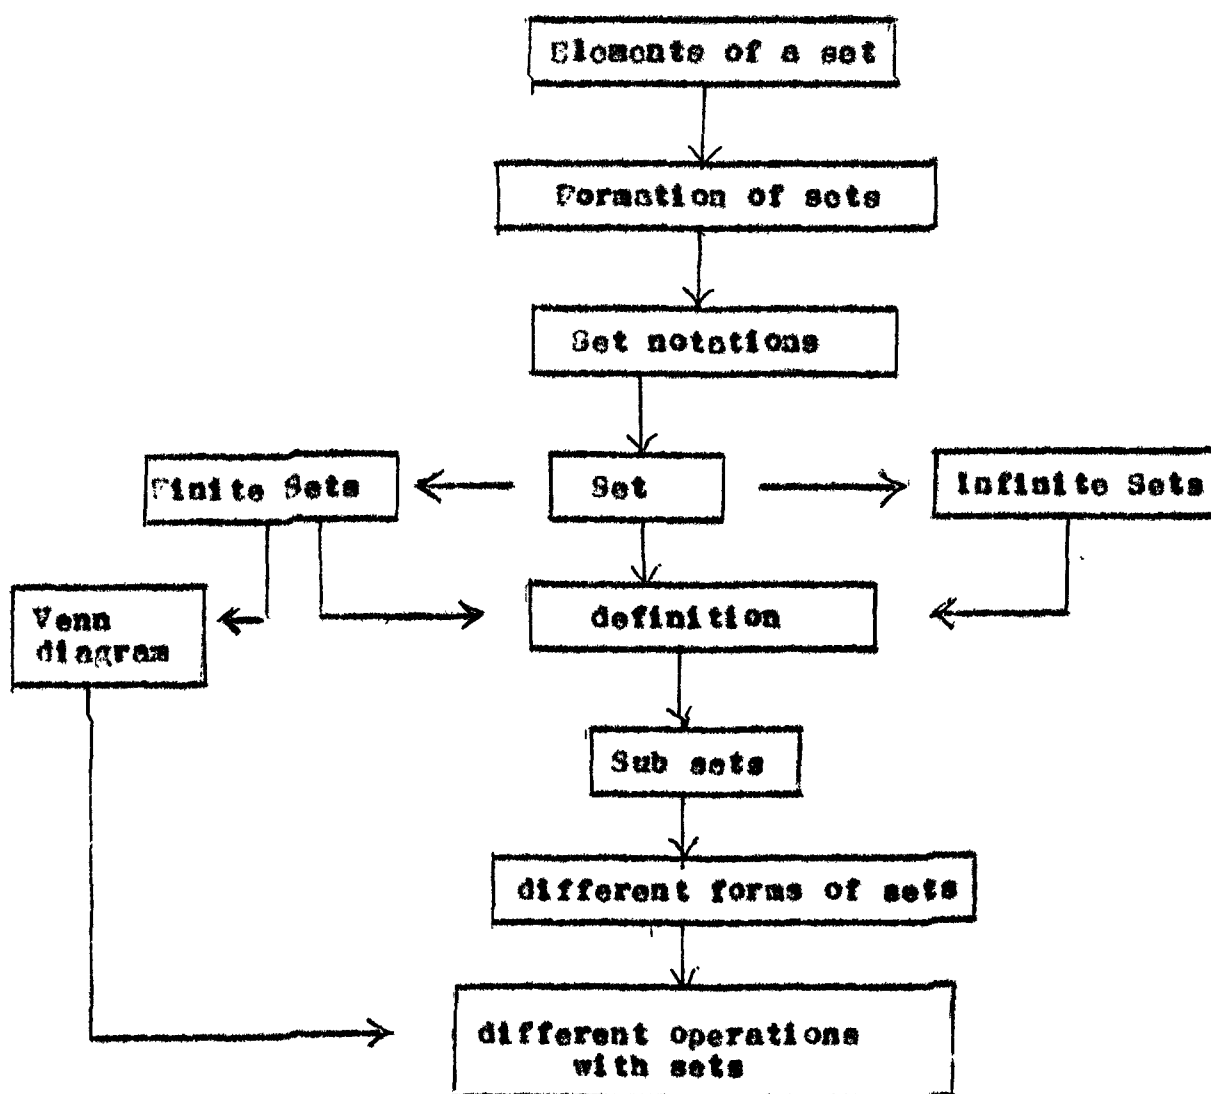 Elements of a set
Formation of sets
Set notations
Finite Sets
Set
Infinite Sets
Venn
diagram
definition
Sub sets
different forms of sets
different operations
with sets